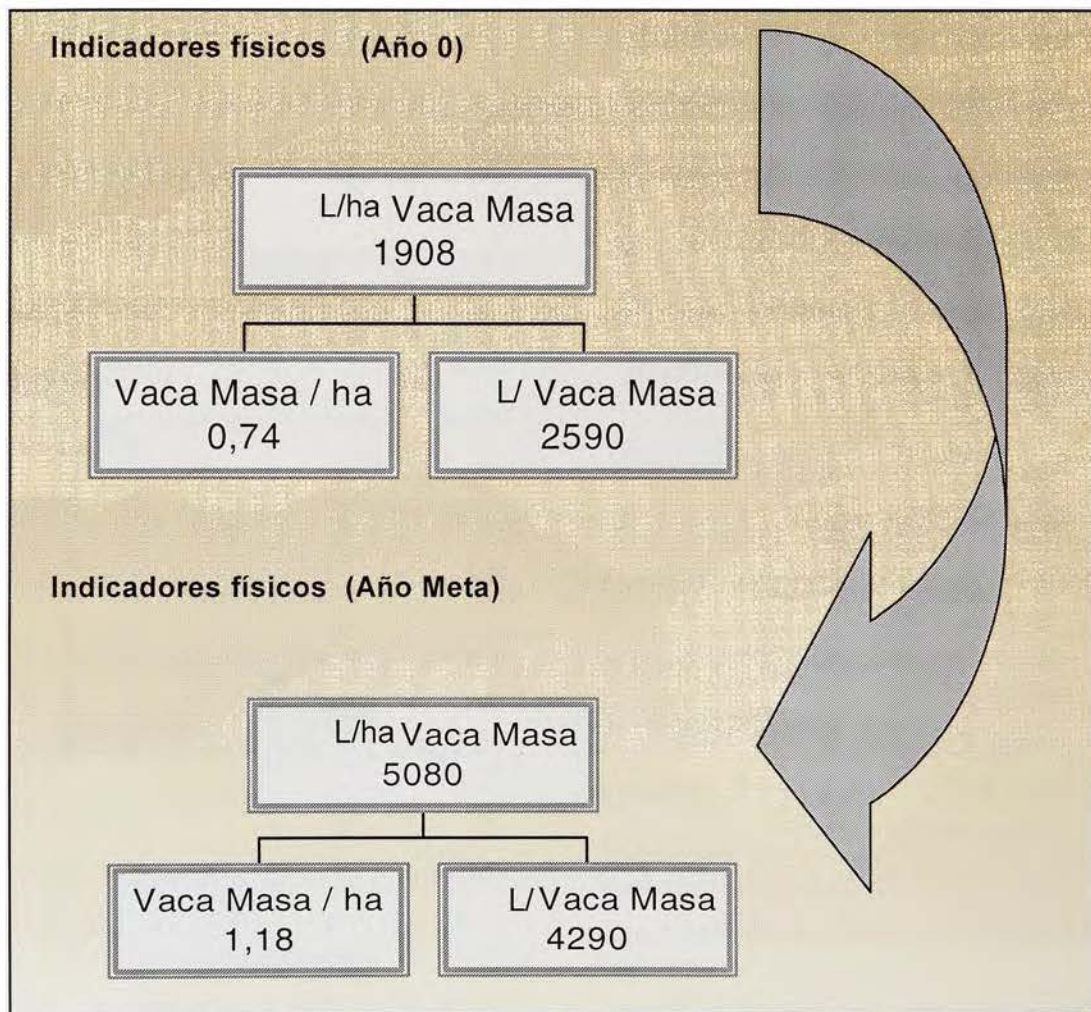 Indicadores físicos (Año 0)
L/ha Vaca Masa
1908
Vaca Masa / ha
0,74
L/ Vaca Masa
2590
Indicadores físicos (Año Meta)
L/ha Vaca Masa
5080
Vaca Masa / ha
1,18
L/Vaca Masa
4290